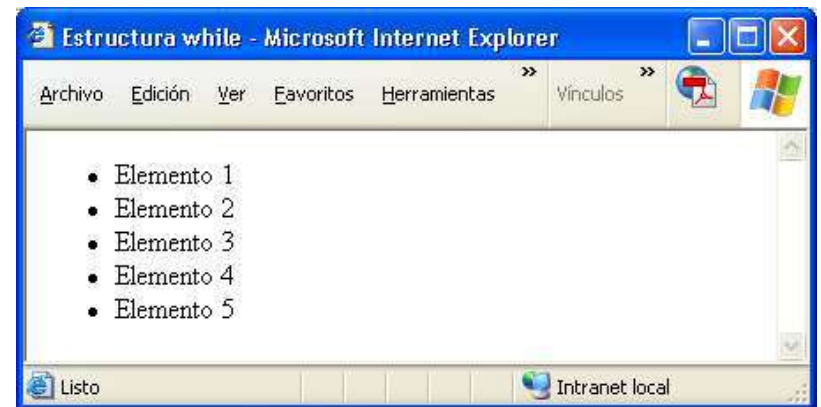 Estructura while - Microsoft Internet Explorer
Archivo Edición Ver Favoritos Herramientas » Vínculos »
• Elemento 1
• Elemento 2
• Elemento 3
• Elemento 4
• Elemento 5
Listo Intranet local